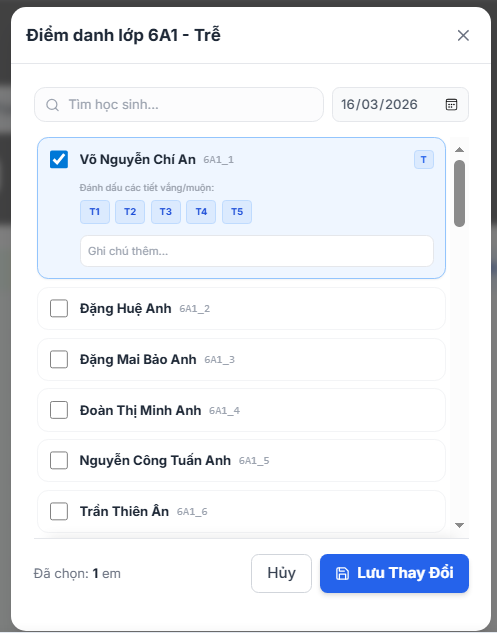 Điểm danh lớp 6A1 - Trễ
Tìm học sinh...
16/03/2026
Võ Nguyễn Chí An 6A1_1 T
Đánh dấu các tiết vắng/muộn:
T1 T2 T3 T4 T5
Ghi chú thêm...
Đặng Huệ Anh 6A1_2
Đặng Mai Bảo Anh 6A1_3
Đoàn Thị Minh Anh 6A1_4
Nguyễn Công Tuấn Anh 6A1_5
Trần Thiên Ân 6A1_6
Đã chọn: 1 em
Hủy
Lưu Thay Đổi